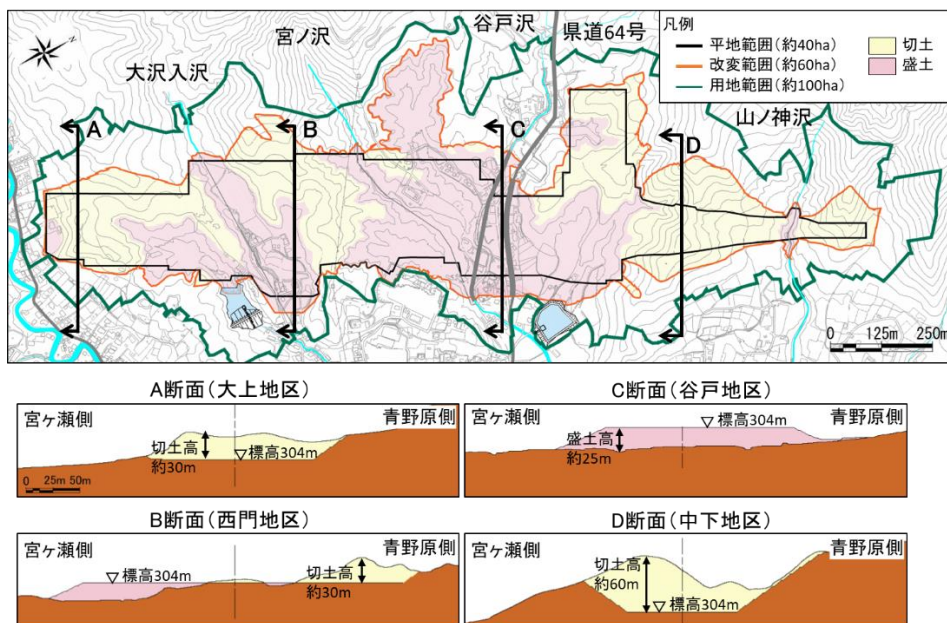 谷戸沢
宮ノ沢
県道64号
大沢入沢
凡例
平地範囲(約40ha)
改変範囲(約60ha)
用地範囲(約100ha)
切土
盛土
山ノ神沢
A
B
C
D
N
0 125m 250m
A断面(大上地区)
宮ヶ瀬側
青野原側
切土高
約30m
▽標高304m
0 25m 50m
C断面(谷戸地区)
宮ヶ瀬側
青野原側
▽標高304m
盛土高
約25m
B断面(西門地区)
宮ヶ瀬側
青野原側
▽標高304m
切土高
約30m
D断面(中下地区)
宮ヶ瀬側
青野原側
切土高
約60m
▽標高304m